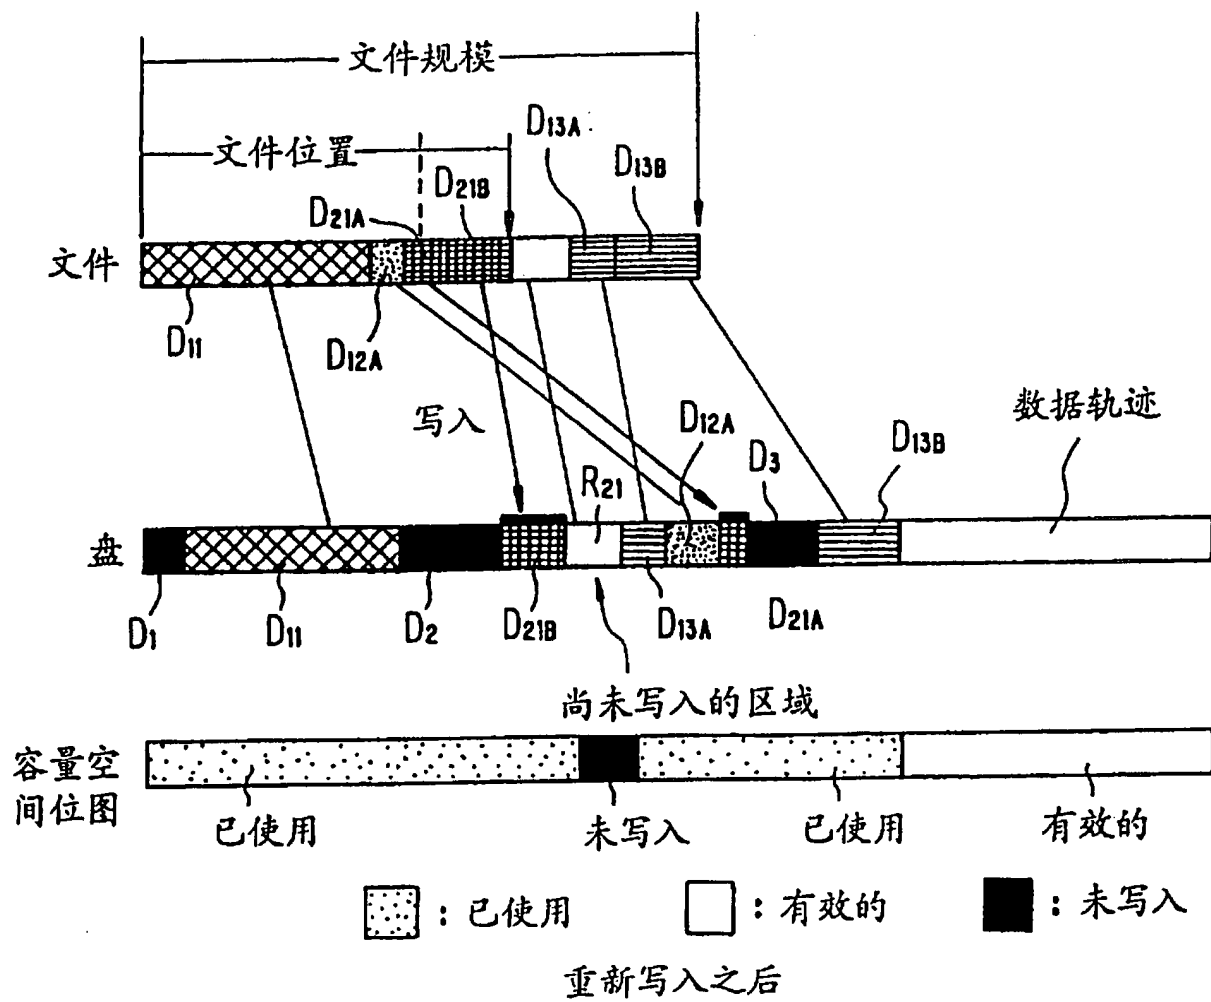 文件规模
D13A
文件位置
D13B
D21B
D21A
文件
D11
D12A
数据轨迹
写入
D12A
D13B
D3
R21
盘
D1
D11
D2
D21B
D13A
D21A
尚未写入的区域
容量空
间位图
已使用
未写入
已使用
有效的
：已使用
：有效的
：未写入
重新写入之后